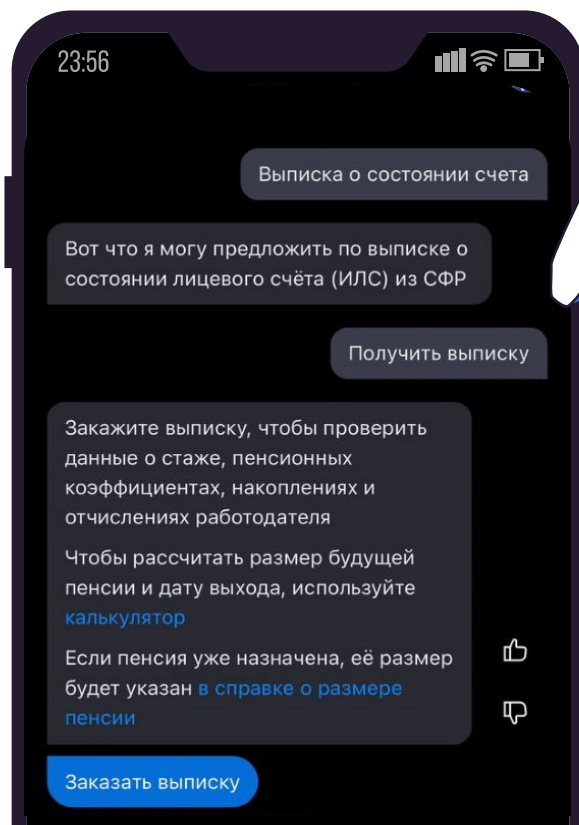 23:56
Выписка о состоянии счета
Вот что я могу предложить по выписке о
состоянии лицевого счёта (ИЛС) из СФР
Получить выписку
Закажите выписку, чтобы проверить
данные о стаже, пенсионных
коэффициентах, накоплениях и
отчислениях работодателя
Чтобы рассчитать размер будущей
пенсии и дату выхода, используйте
калькулятор
Если пенсия уже назначена, её размер
будет указан в справке о размере
пенсии
Заказать выписку